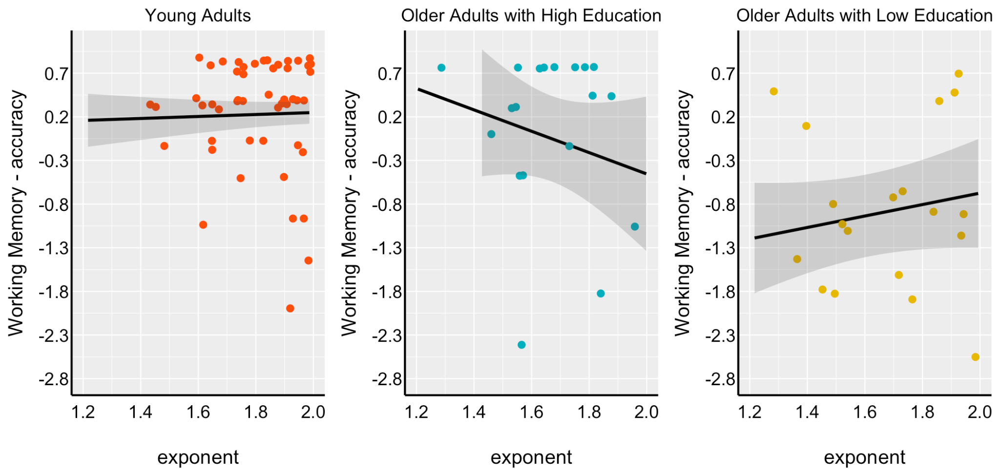 Young Adults
Older Adults with High Education
Older Adults with Low Education
Working Memory - accuracy
0.7
0.2
-0.3
-0.8
-1.3
-1.8
-2.3
-2.8
1.2 1.4 1.6 1.8 2.0
exponent
Working Memory - accuracy
0.7
0.2
-0.3
-0.8
-1.3
-1.8
-2.3
-2.8
1.2 1.4 1.6 1.8 2.0
exponent
Working Memory - accuracy
0.7
0.2
-0.3
-0.8
-1.3
-1.8
-2.3
-2.8
1.2 1.4 1.6 1.8 2.0
exponent